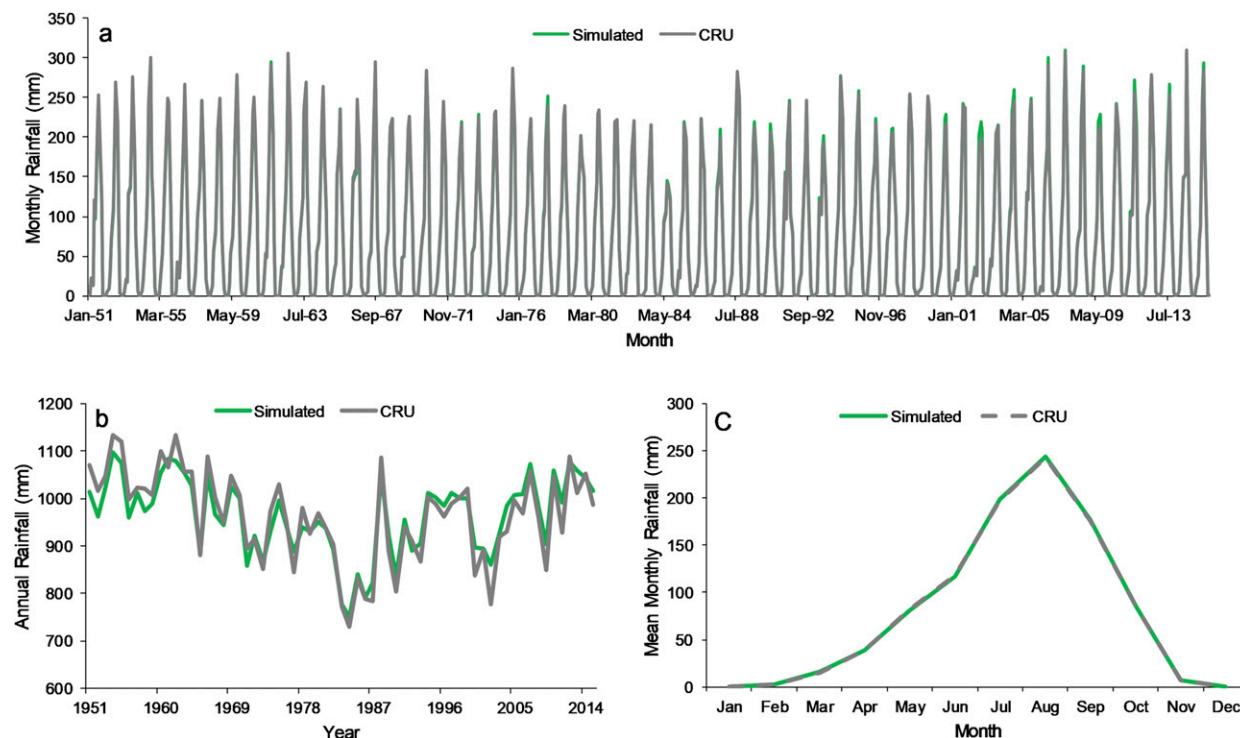 a
Simulated CRU
Monthly Rainfall (mm)
350
300
250
200
150
100
50
0
Jan-51 Mar-55 May-59 Jul-63 Sep-67 Nov-71 Jan-76 Mar-80 May-84 Jul-88 Sep-92 Nov-96 Jan-01 Mar-05 May-09 Jul-13
Month
b
Simulated CRU
Annual Rainfall (mm)
1200
1100
1000
900
800
700
600
1951 1960 1969 1978 1987 1996 2005 2014
Year
C
Simulated CRU
Mean Monthly Rainfall (mm)
300
250
200
150
100
50
0
Jan Feb Mar Apr May Jun Jul Aug Sep Oct Nov Dec
Month